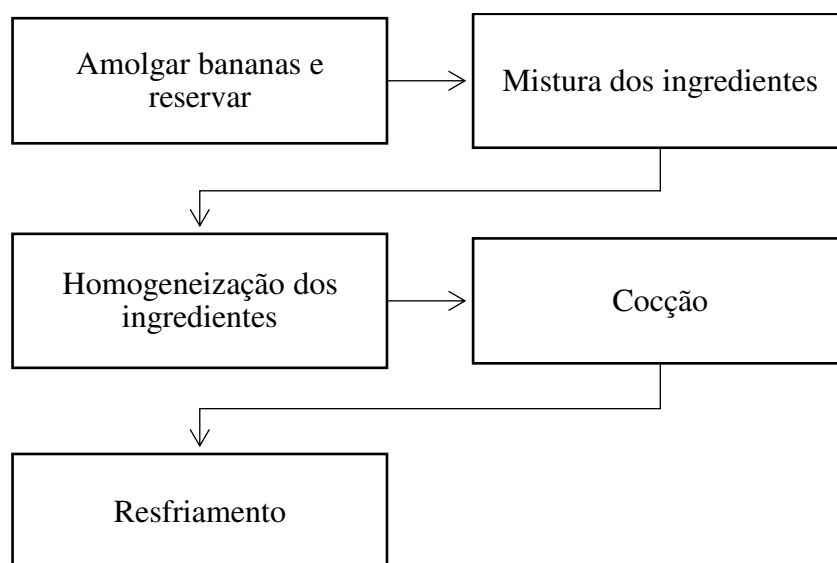 Amolgar bananas e
reservar
Mistura dos ingredientes
Homogeneização dos
ingredientes
Cocção
Resfriamento